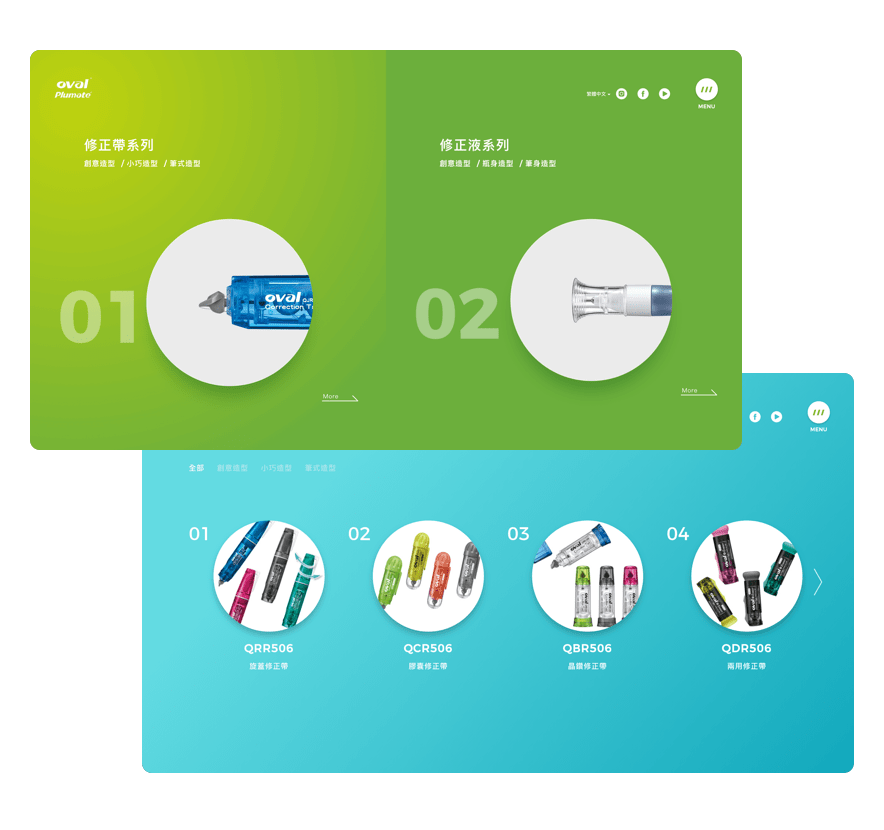 oval
Plumate
繁體中文
MENU
修正帶系列
創意造型 / 小巧造型 / 筆式造型
修正液系列
創意造型 / 瓶身造型 / 筆身造型
01
oval QJR
Correction T
02
More
More
MENU
全部 創意造型 小巧造型 筆式造型
01
02
03
04
oval
oval
oval
QRR506
旋蓋修正帶
QCR506
膠囊修正帶
QBR506
晶鑽修正帶
QDR506
兩用修正帶